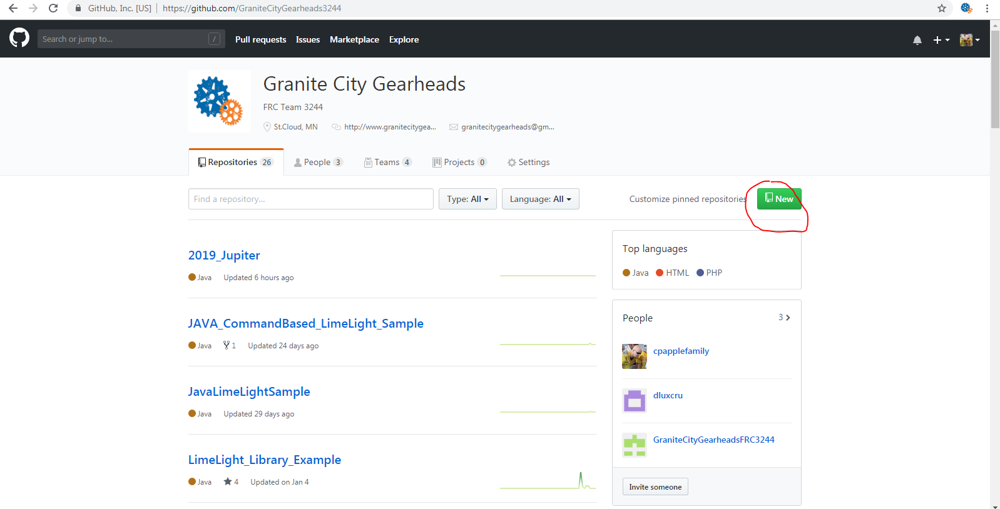 GitHub, Inc. [US] https://github.com/GraniteCityGearheads3244
Search or jump to... / Pull requests Issues Marketplace Explore
Granite City Gearheads
FRC Team 3244
St.Cloud, MN http://www.granitecitygea... granitecitygearheads@gm...
Repositories 26 People 3 Teams 4 Projects 0 Settings
Find a repository... Type: All Language: All Customize pinned repositories New
2019_Jupiter
Java Updated 6 hours ago
JAVA_CommandBased_LimeLight_Sample
Java 1 Updated 24 days ago
JavaLimeLightSample
Java Updated 29 days ago
LimeLight_Library_Example
Java 4 Updated on Jan 4
Top languages
Java HTML PHP
People 3
cpapplefamily
dluxcru
GraniteCityGearheadsFRC3244
Invite someone